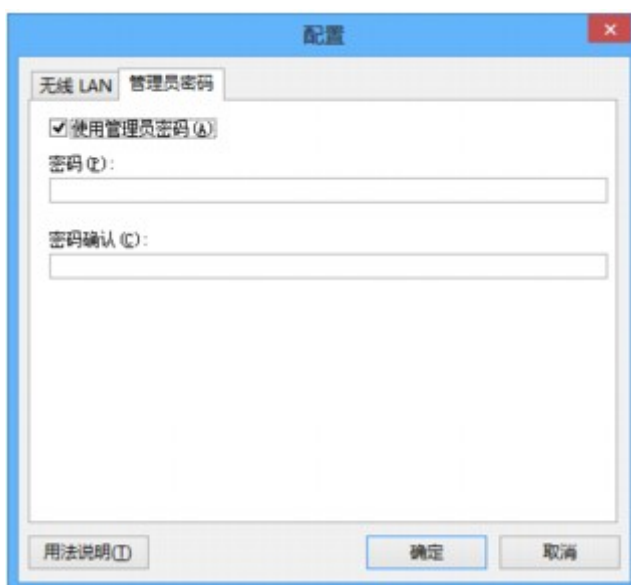 配置
无线 LAN 管理员密码
使用管理员密码(A)
密码(P):
密码确认(C):
用法说明(I) 确定 取消